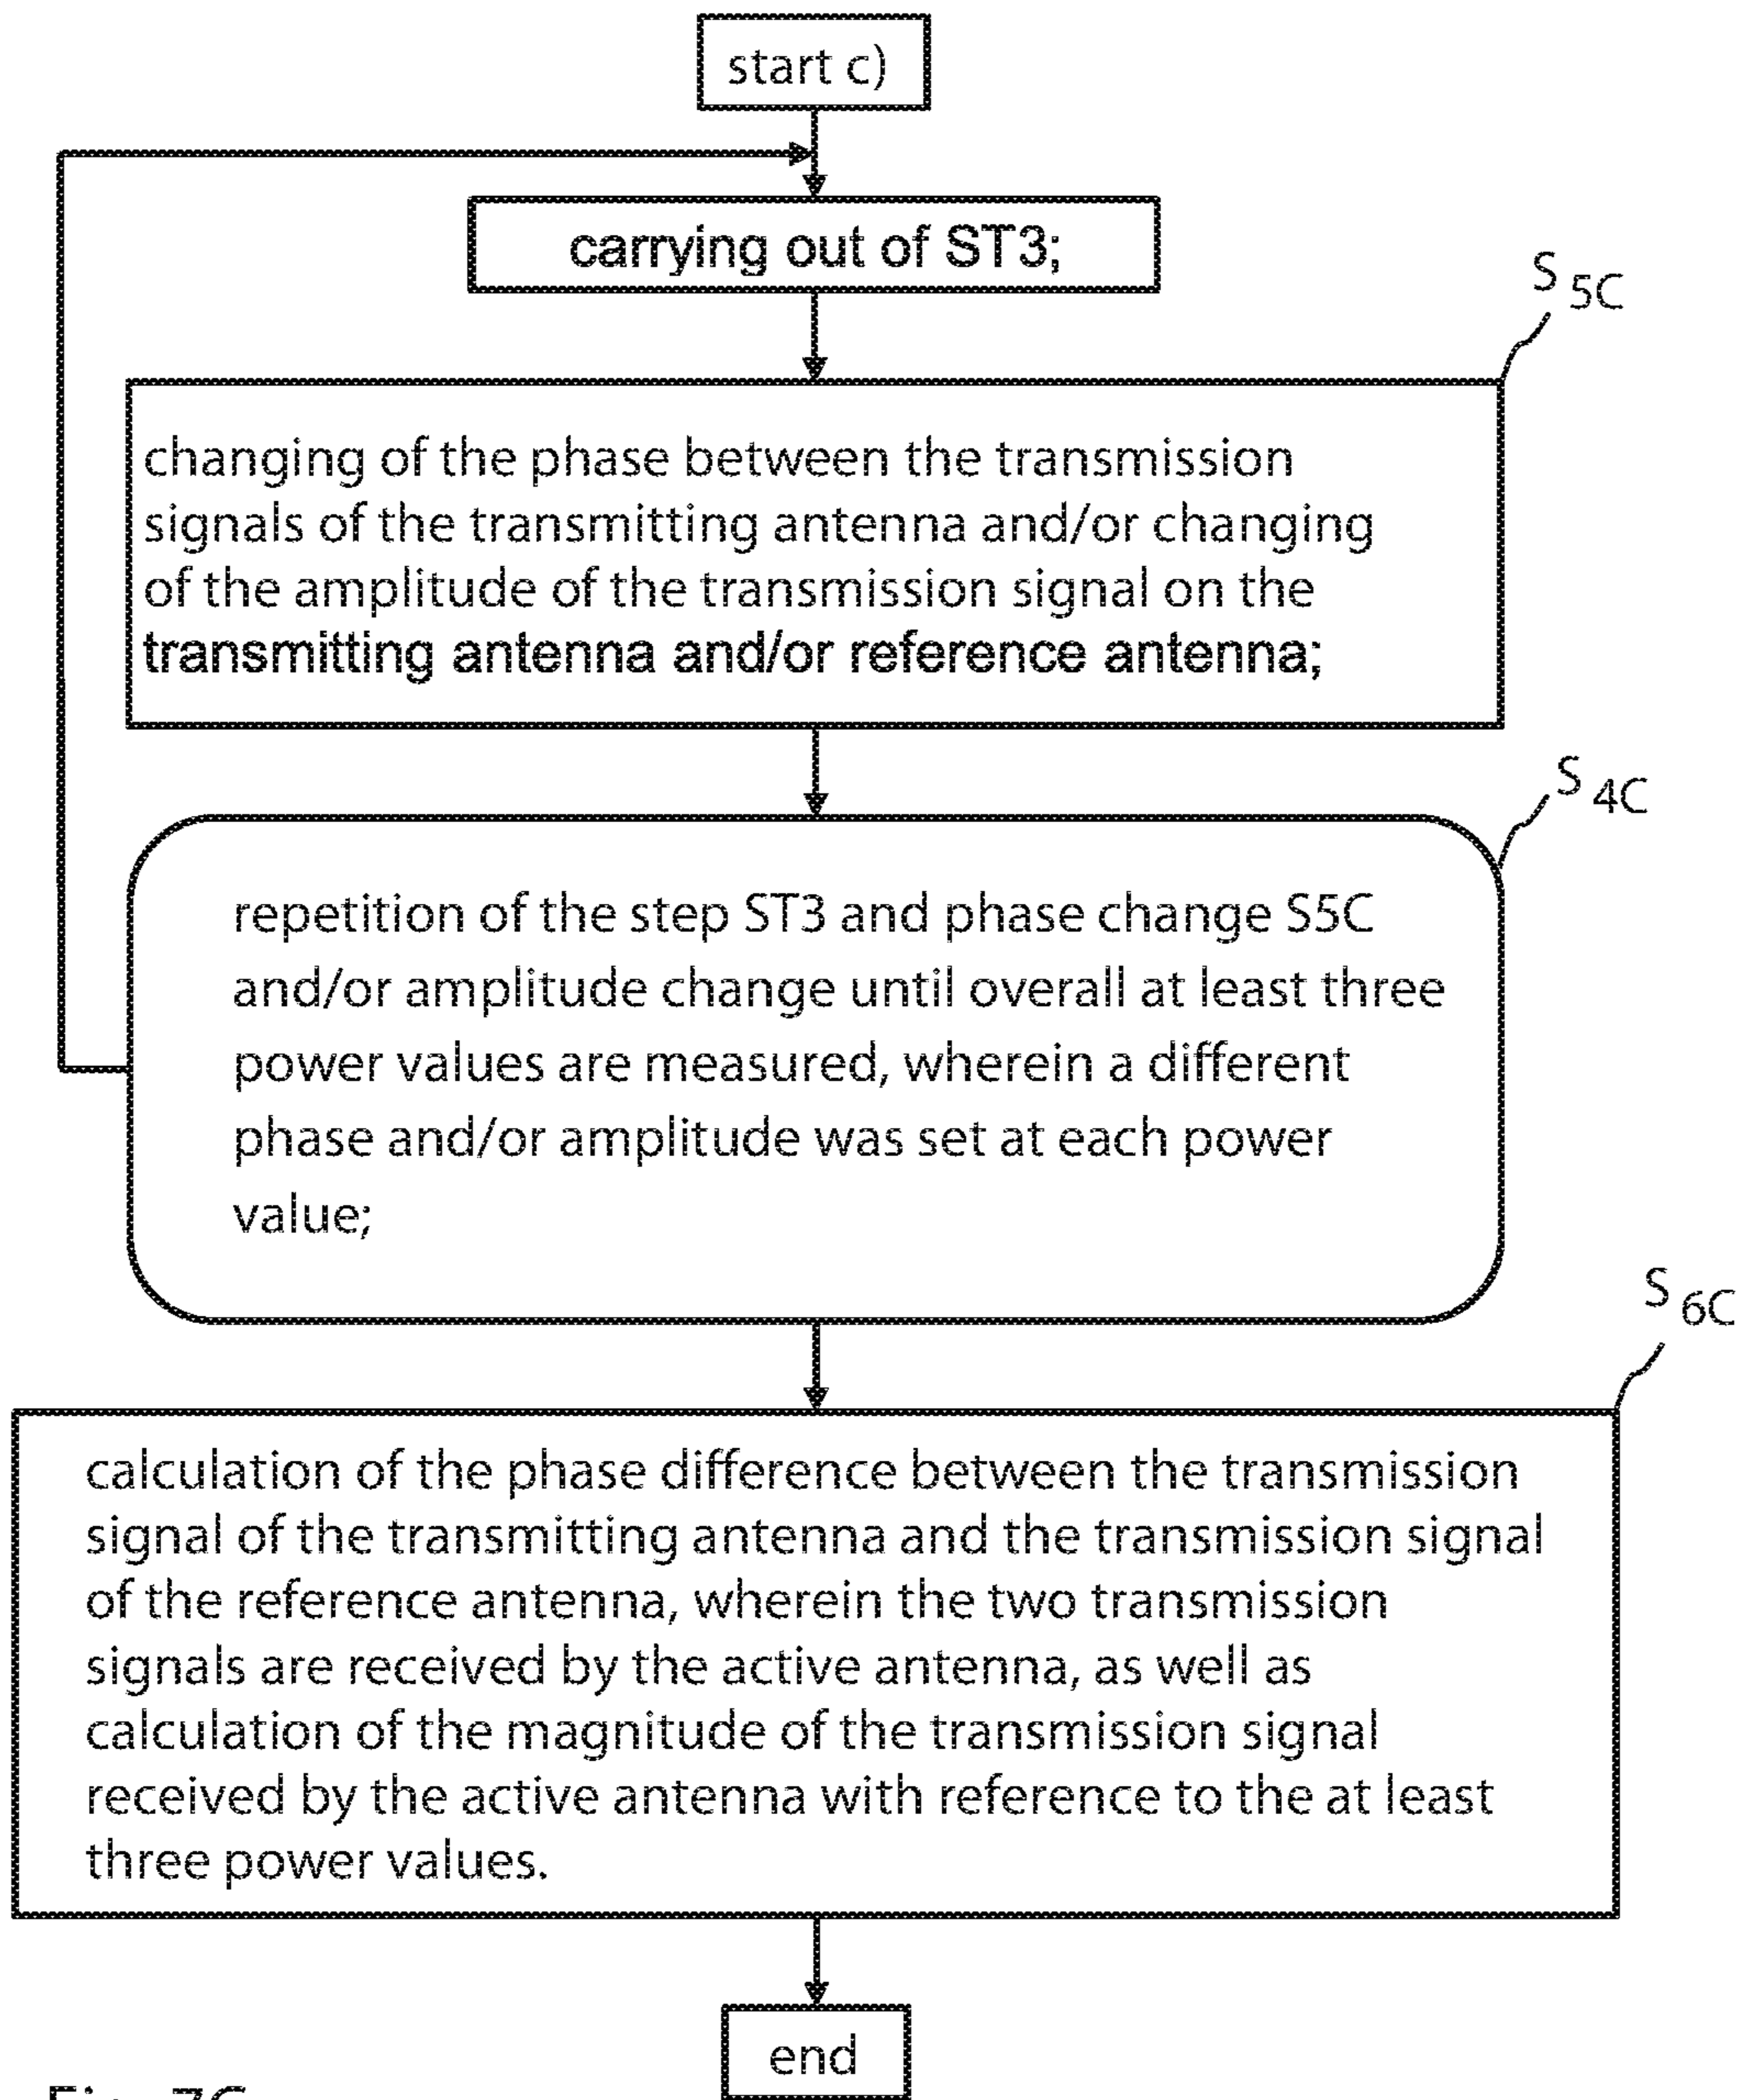 start c)
carrying out of ST3;
S 5C
changing of the phase between the transmission
signals of the transmitting antenna and/or changing
of the amplitude of the transmission signal on the
transmitting antenna and/or reference antenna;
S 4C
repetition of the step ST3 and phase change S5C
and/or amplitude change until overall at least three
power values are measured, wherein a different
phase and/or amplitude was set at each power
value;
S 6C
calculation of the phase difference between the transmission
signal of the transmitting antenna and the transmission signal
of the reference antenna, wherein the two transmission
signals are received by the active antenna, as well as
calculation of the magnitude of the transmission signal
received by the active antenna with reference to the at least
three power values.
end
Fig. 7C